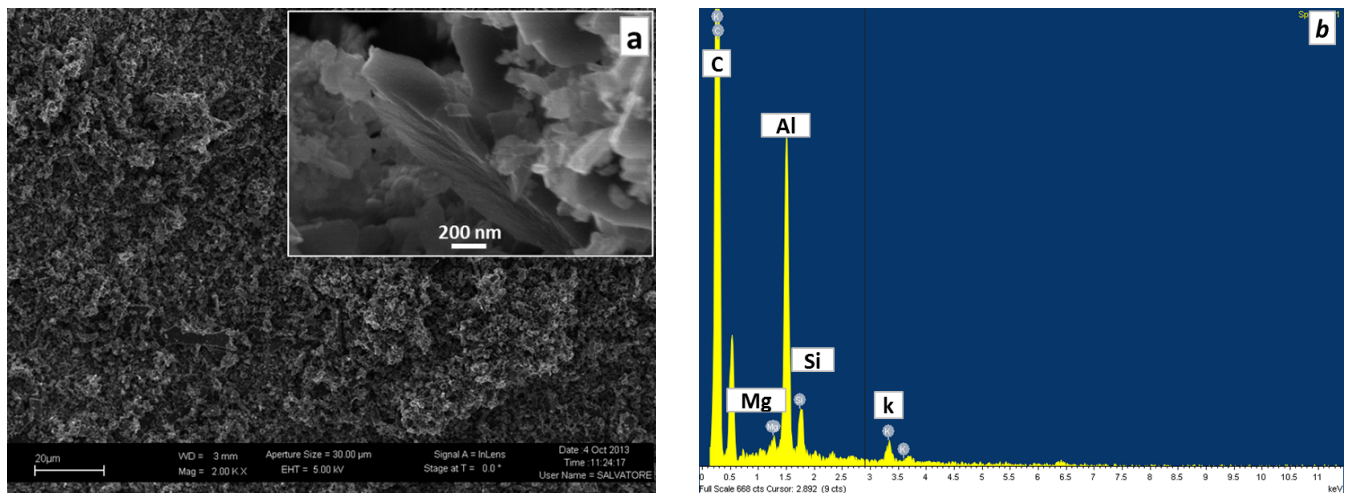 a
200 nm
20µm
WD = 3 mm
Mag = 2.00 K X
Aperture Size = 30.00 µm
EHT = 5.00 kV
Signal A = InLens
Stage at T = 0.0 °
Date :4 Oct 2013
Time :11:24:17
User Name = SALVATORE
b
K
C
C
Al
Si
Mg
k
Mg
Si
K
K
0 0.5 1 1.5 2 2.5 3 3.5 4 4.5 5 5.5 6 6.5 7 7.5 8 8.5 9 9.5 10 10.5 11
Full Scale 668 cts Cursor: 2.892 (9 cts)
keV